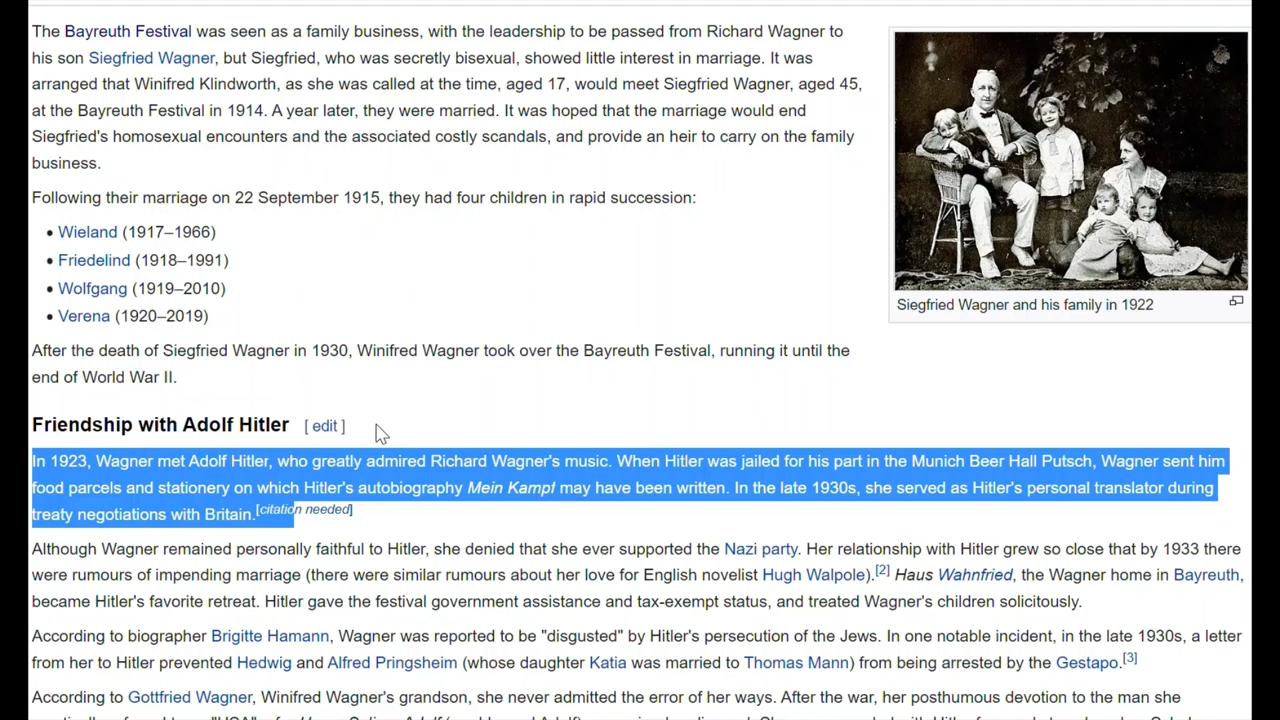 The Bayreuth Festival was seen as a family business, with the leadership to be passed from Richard Wagner to
his son Siegfried Wagner, but Siegfried, who was secretly bisexual, showed little interest in marriage. It was
arranged that Winifred Klindworth, as she was called at the time, aged 17, would meet Siegfried Wagner, aged 45,
at the Bayreuth Festival in 1914. A year later, they were married. It was hoped that the marriage would end
Siegfried's homosexual encounters and the associated costly scandals, and provide an heir to carry on the family
business.
Following their marriage on 22 September 1915, they had four children in rapid succession:
• Wieland (1917–1966)
• Friedelind (1918–1991)
• Wolfgang (1919–2010)
• Verena (1920–2019)
After the death of Siegfried Wagner in 1930, Winifred Wagner took over the Bayreuth Festival, running it until the
end of World War II.
Siegfried Wagner and his family in 1922
Friendship with Adolf Hitler [ edit ]
In 1923, Wagner met Adolf Hitler, who greatly admired Richard Wagner's music. When Hitler was jailed for his part in the Munich Beer Hall Putsch, Wagner sent him
food parcels and stationery on which Hitler's autobiography Mein Kampf may have been written. In the late 1930s, she served as Hitler's personal translator during
treaty negotiations with Britain.[citation needed]
Although Wagner remained personally faithful to Hitler, she denied that she ever supported the Nazi party. Her relationship with Hitler grew so close that by 1933 there
were rumours of impending marriage (there were similar rumours about her love for English novelist Hugh Walpole).[2] Haus Wahnfried, the Wagner home in Bayreuth,
became Hitler's favorite retreat. Hitler gave the festival government assistance and tax-exempt status, and treated Wagner's children solicitously.
According to biographer Brigitte Hamann, Wagner was reported to be "disgusted" by Hitler's persecution of the Jews. In one notable incident, in the late 1930s, a letter
from her to Hitler prevented Hedwig and Alfred Pringsheim (whose daughter Katia was married to Thomas Mann) from being arrested by the Gestapo.[3]
According to Gottfried Wagner, Winifred Wagner's grandson, she never admitted the error of her ways. After the war, her posthumous devotion to the man she